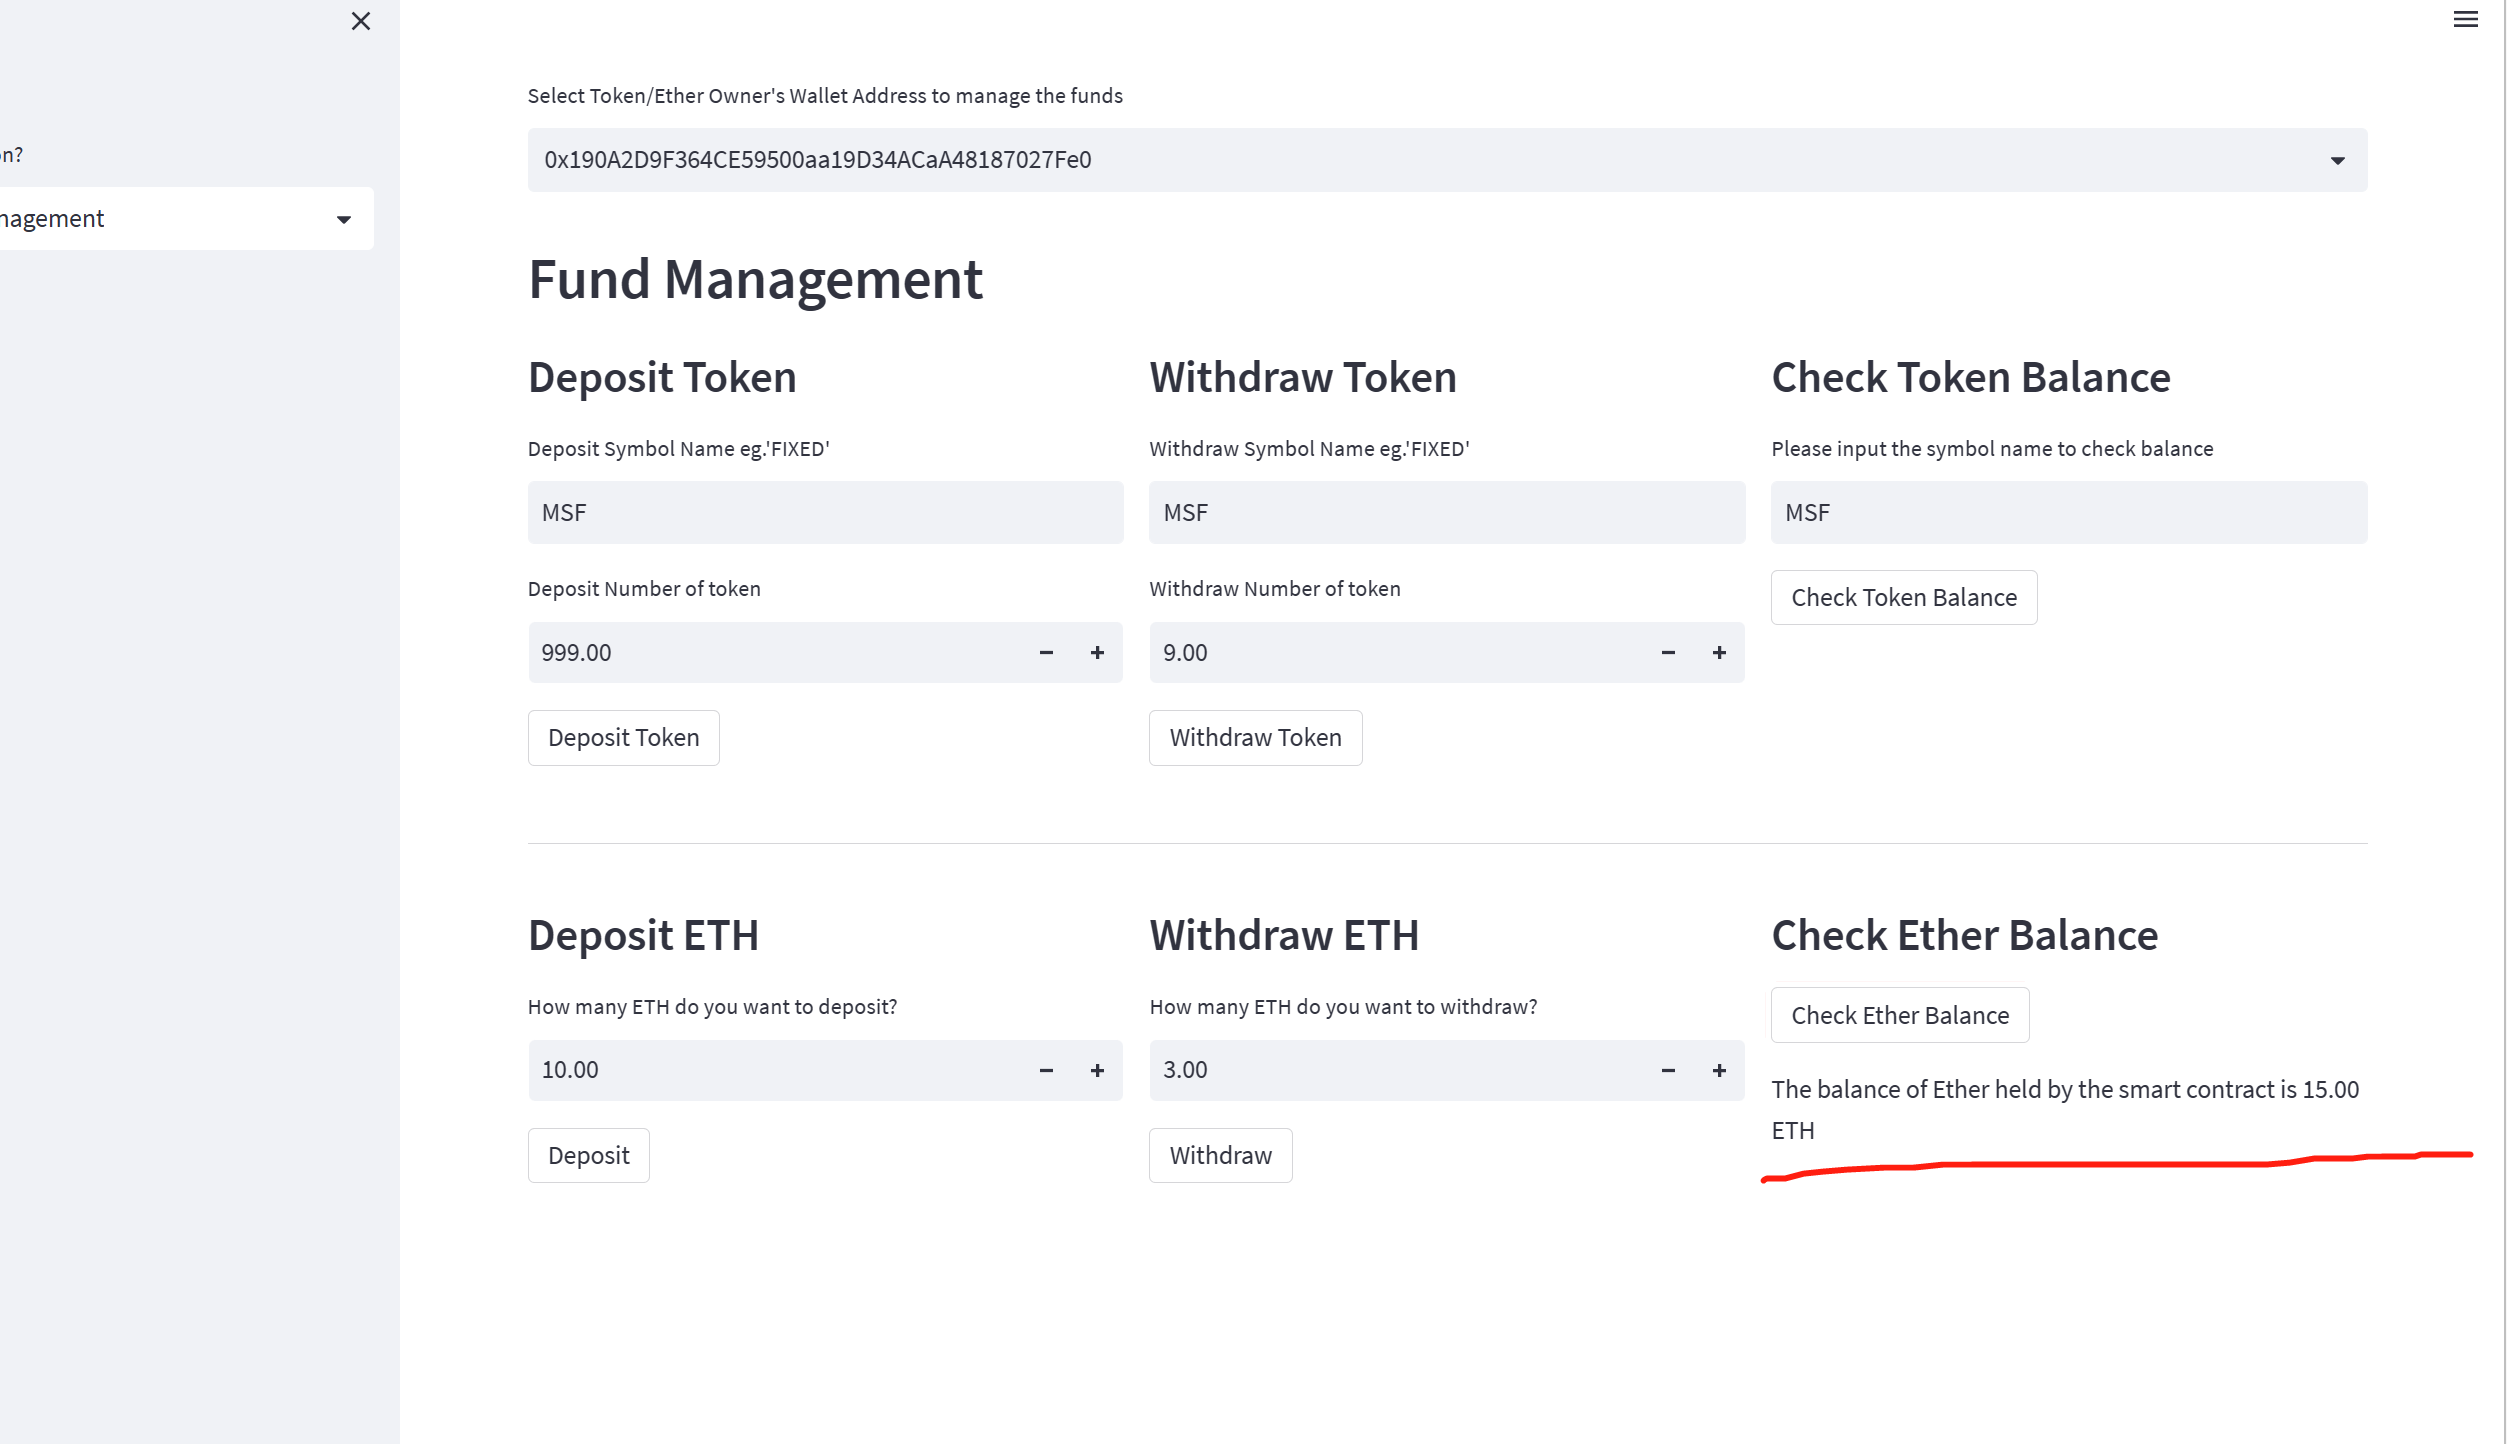 on?
nagement
Select Token/Ether Owner's Wallet Address to manage the funds
0x190A2D9F364CE59500aa19D34ACaA48187027Fe0
Fund Management
Deposit Token
Deposit Symbol Name eg.'FIXED'
MSF
Deposit Number of token
999.00
Deposit Token
Withdraw Token
Withdraw Symbol Name eg.'FIXED'
MSF
Withdraw Number of token
9.00
Withdraw Token
Check Token Balance
Please input the symbol name to check balance
MSF
Check Token Balance
Deposit ETH
How many ETH do you want to deposit?
10.00
Deposit
Withdraw ETH
How many ETH do you want to withdraw?
3.00
Withdraw
Check Ether Balance
Check Ether Balance
The balance of Ether held by the smart contract is 15.00
ETH